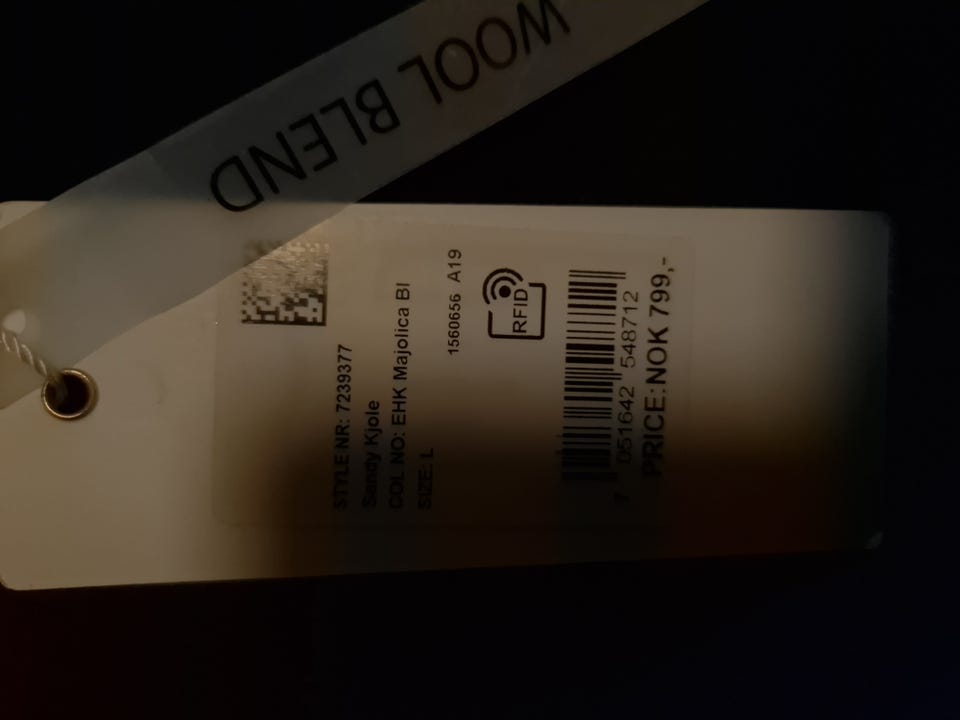 WOOL BLEND
STYLE NR: 7239377
Sandy Kjole
COL NO: EHK Majolica Bl
SIZE: L
1560656 A19
RFID
7 051642 548712
PRICE: NOK 799,-